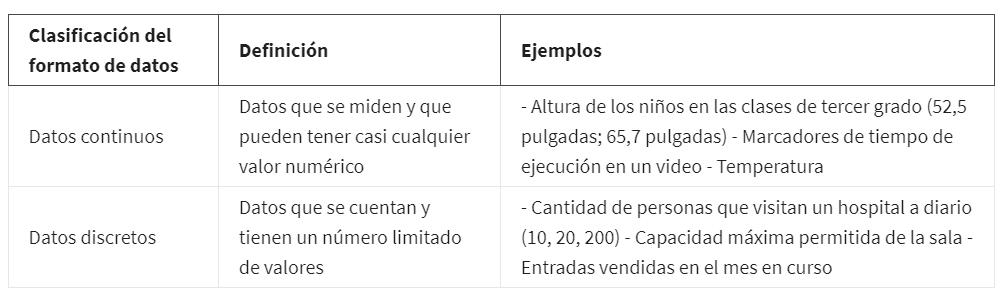 Clasificación del
formato de datos
Definición
Ejemplos
Datos continuos
Datos que se miden y que
pueden tener casi cualquier
valor numérico
- Altura de los niños en las clases de tercer grado (52,5
pulgadas; 65,7 pulgadas) - Marcadores de tiempo de
ejecución en un video - Temperatura
Datos discretos
Datos que se cuentan y
tienen un número limitado
de valores
- Cantidad de personas que visitan un hospital a diario
(10, 20, 200) - Capacidad máxima permitida de la sala -
Entradas vendidas en el mes en curso